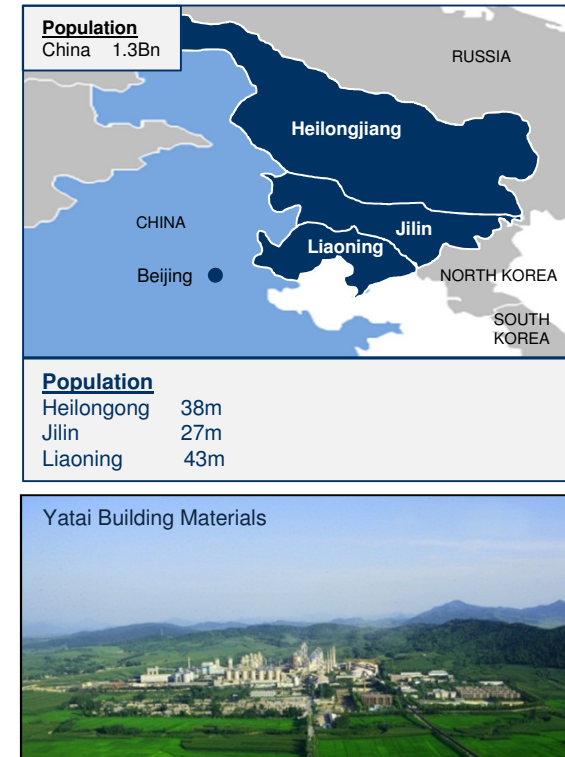 Population
China 1.3Bn
RUSSIA
Heilongjiang
CHINA
Jilin
Liaoning
Beijing
NORTH KOREA
SOUTH
KOREA
Population
Heilongong 38m
Jilin 27m
Liaoning 43m
Yatai Building Materials